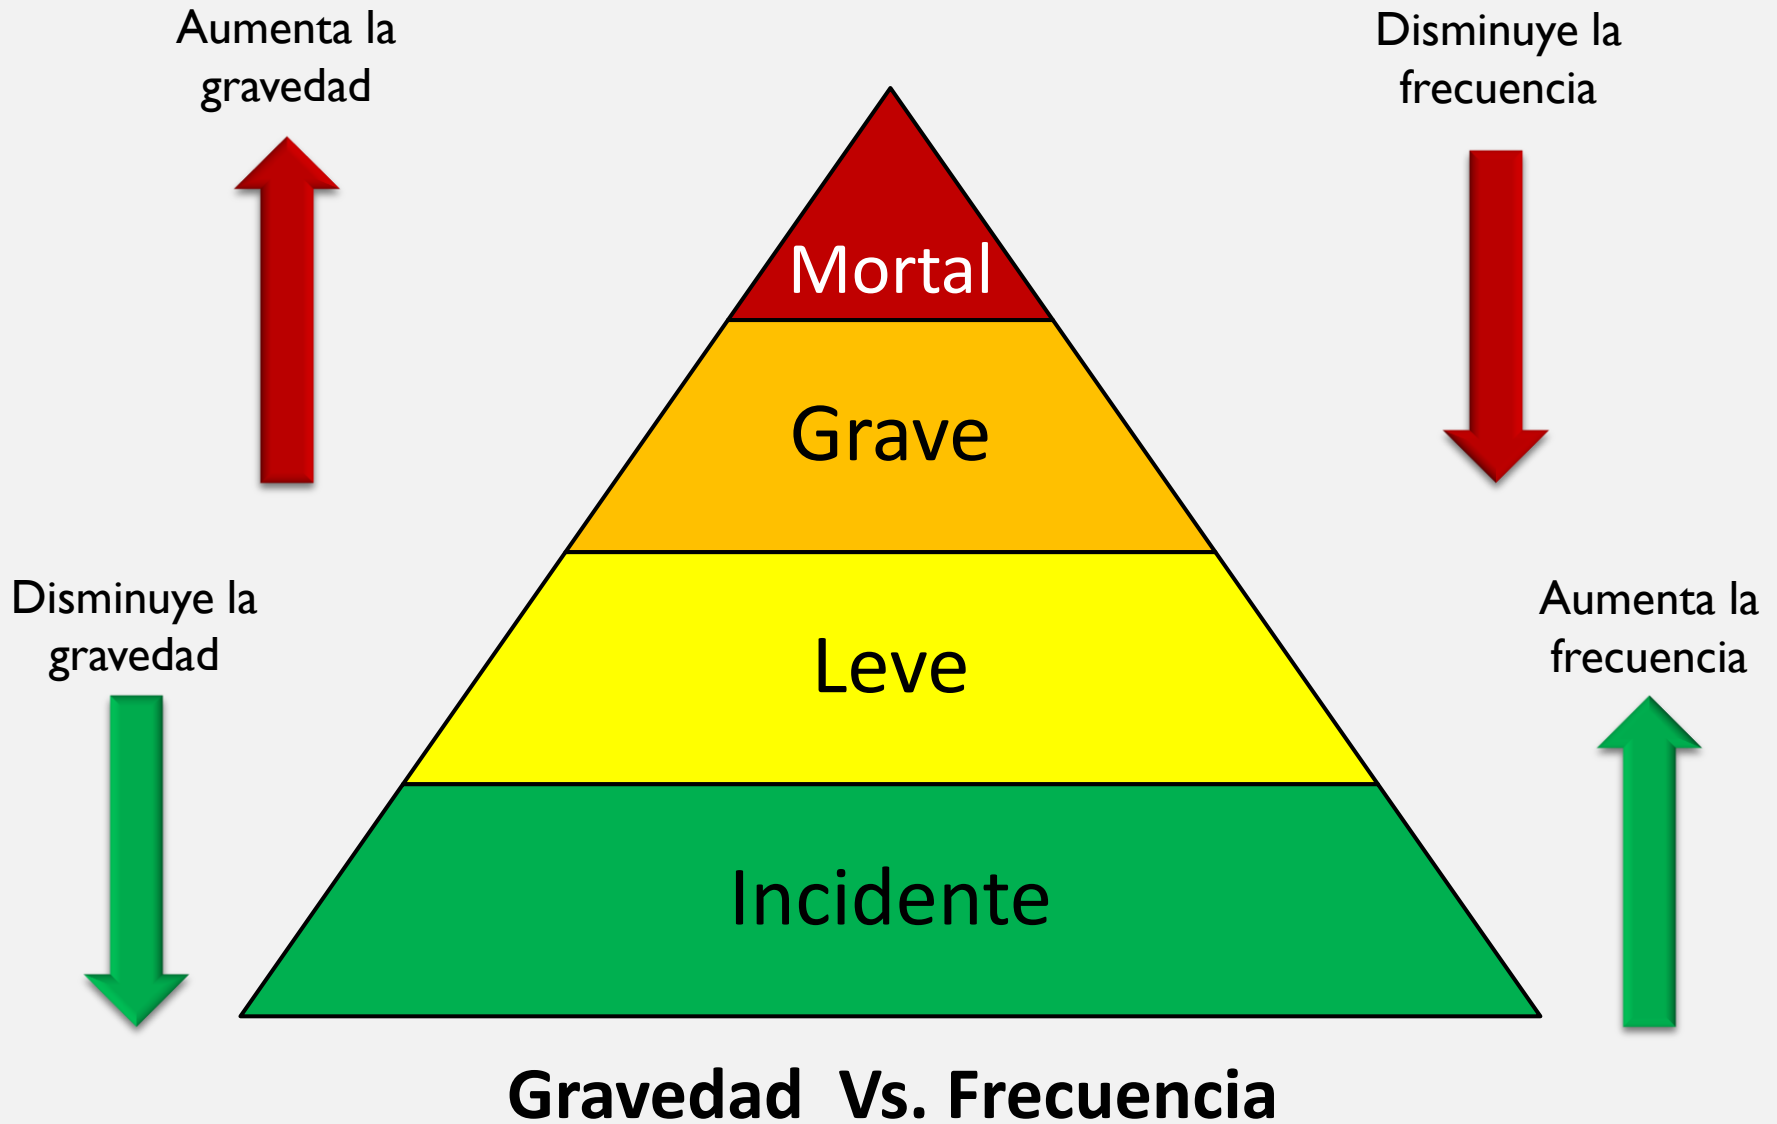 Aumenta la
gravedad
Disminuye la
frecuencia
Mortal
Grave
Disminuye la
gravedad
Leve
Aumenta la
frecuencia
Incidente
Gravedad  Vs. Frecuencia